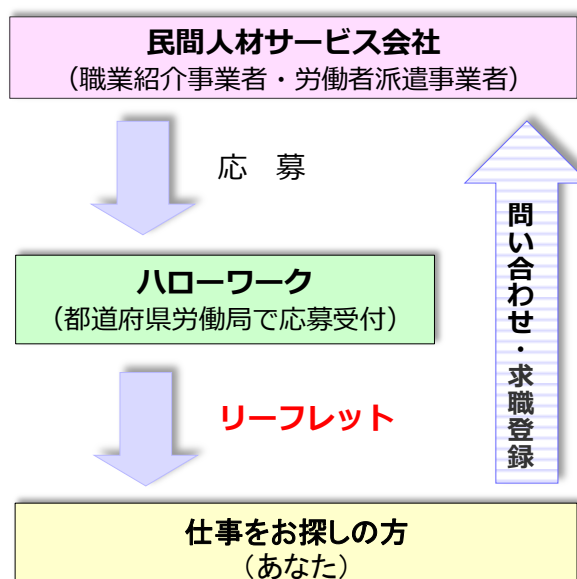 民間人材サービス会社
（職業紹介事業者・労働者派遣事業者）
応　募
ハローワーク
（都道府県労働局で応募受付）
リーフレット
問い合わせ・求職登録
仕事をお探しの方
（あなた）